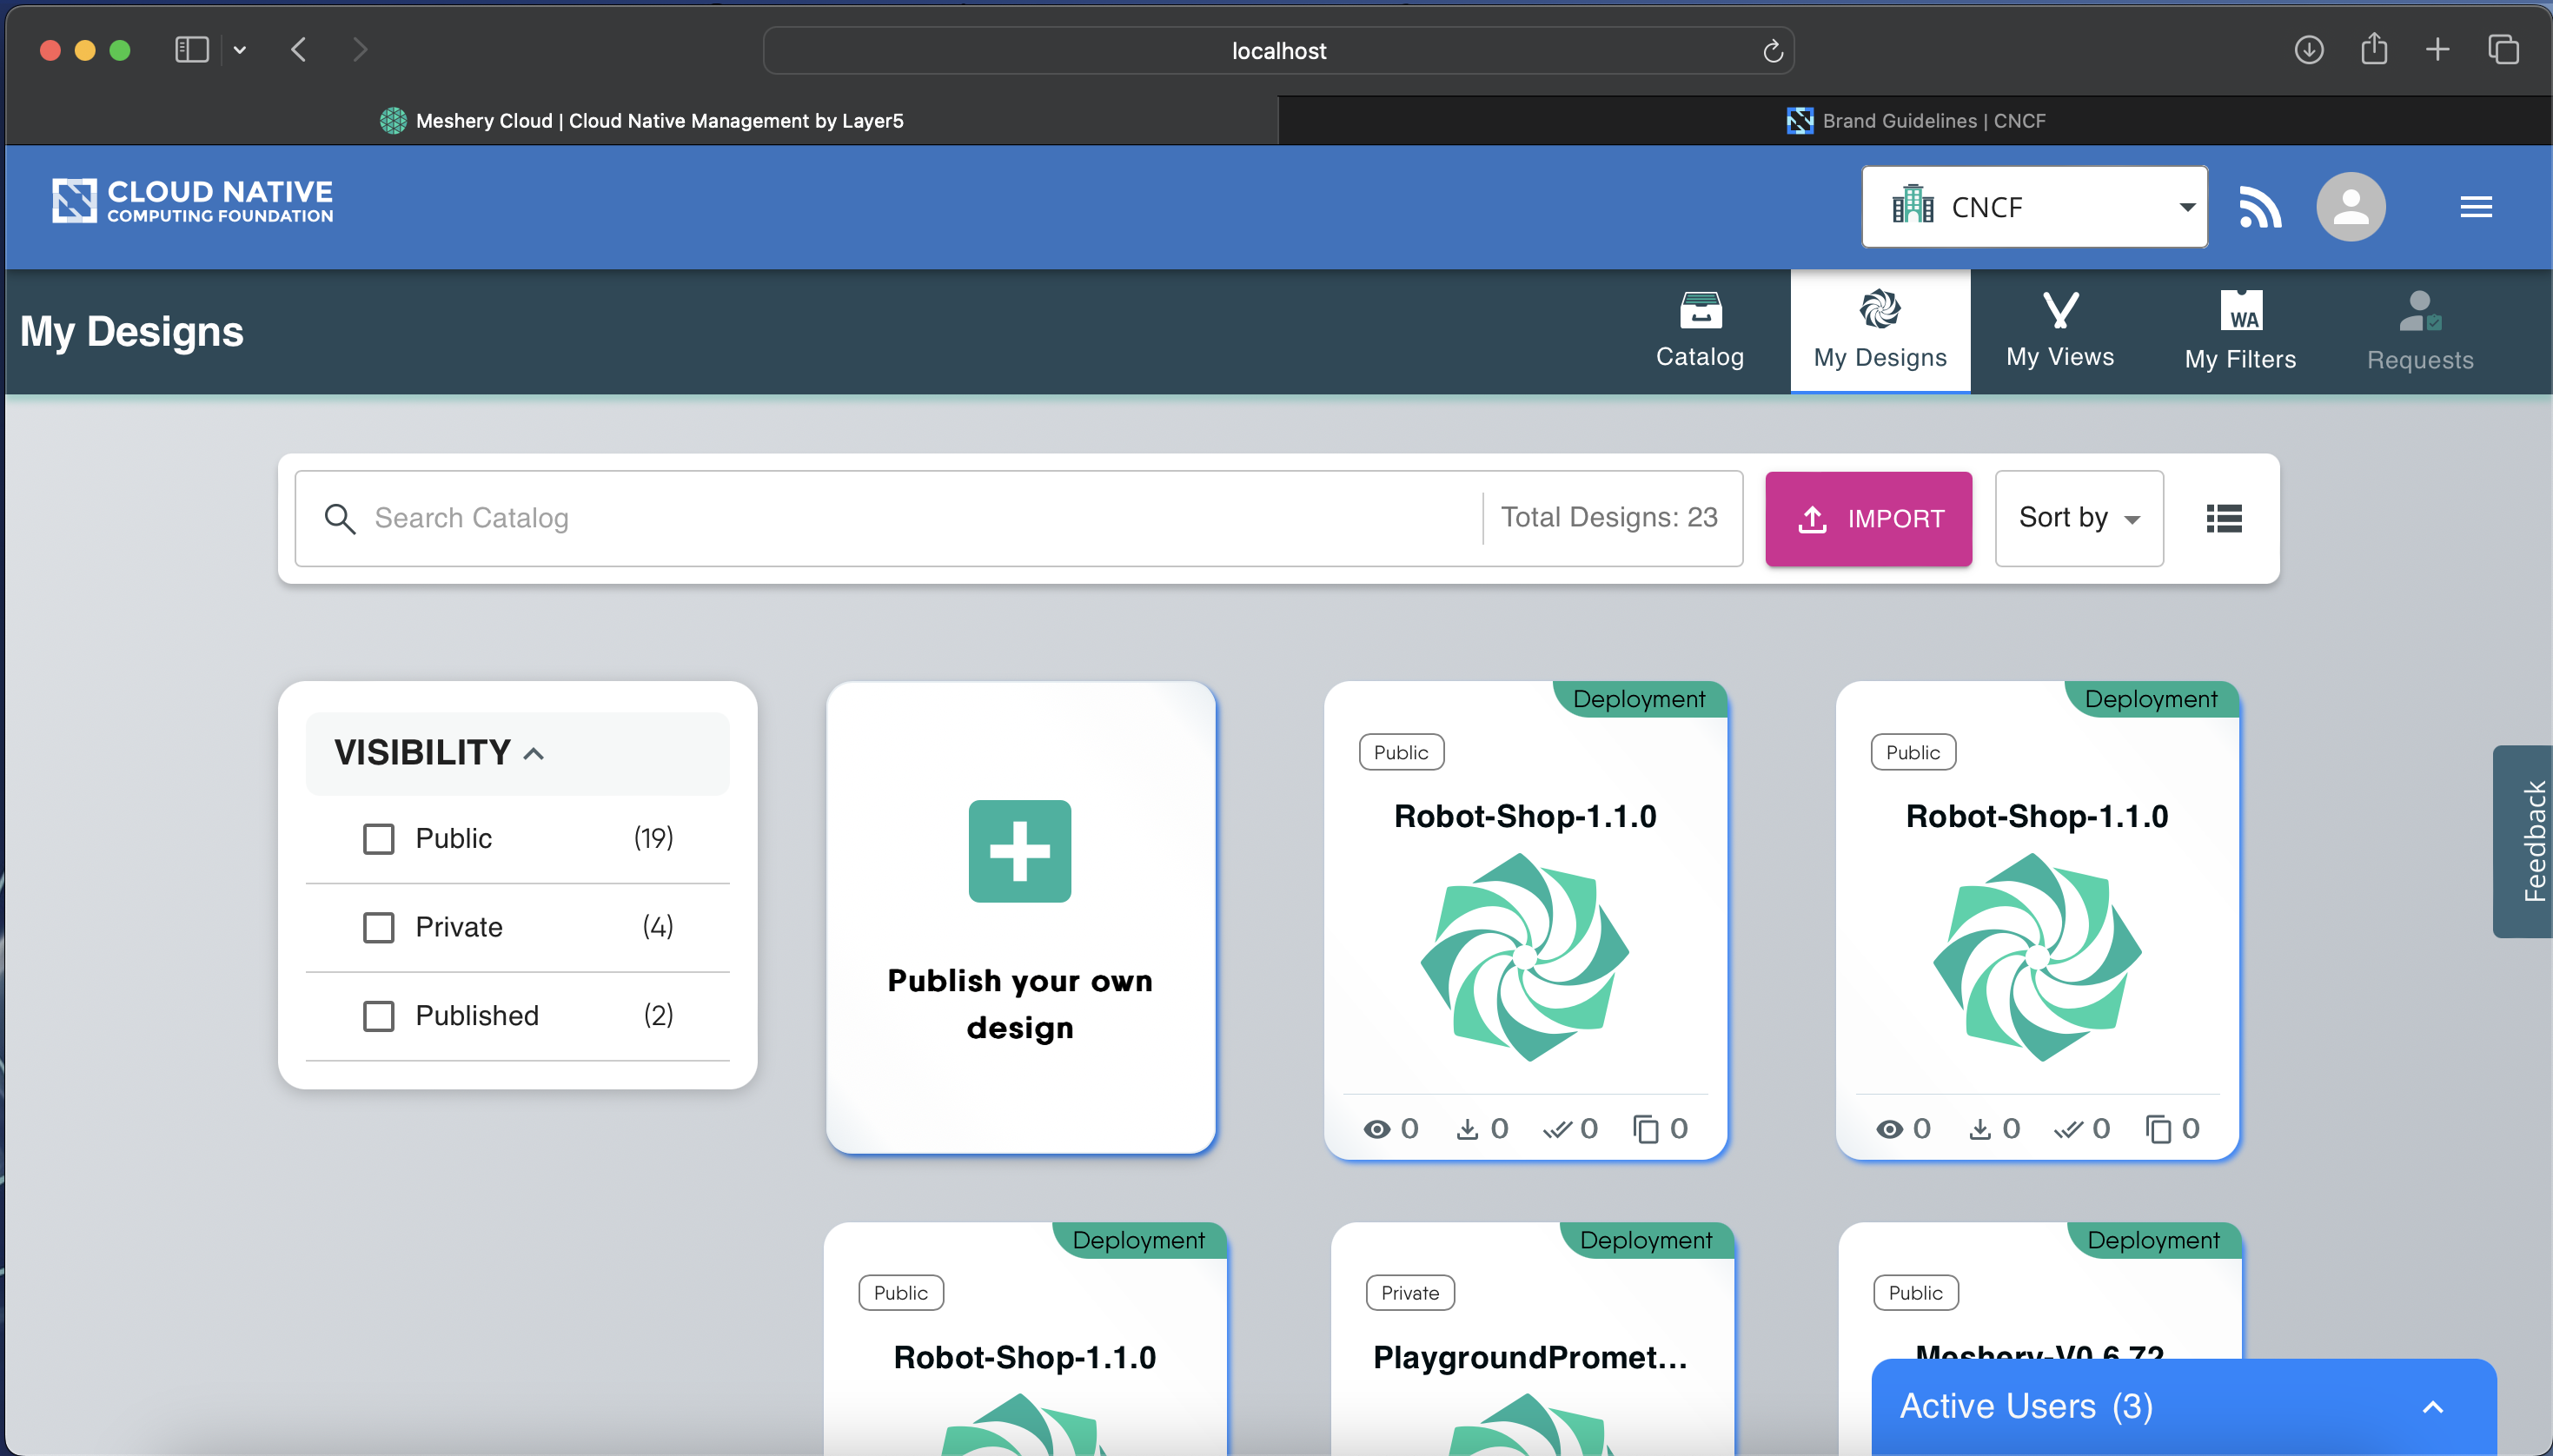 localhost
Meshery Cloud | Cloud Native Management by Layer5
Brand Guidelines | CNCF
CLOUD NATIVE
COMPUTING FOUNDATION
CNCF
My Designs
Catalog
My Designs
My Views
WA
My Filters
Requests
Search Catalog
Total Designs: 23
IMPORT
Sort by
VISIBILITY
Public (19)
Private (4)
Published (2)
Publish your own
design
Deployment
Public
Robot-Shop-1.1.0
0 0 0 0
Deployment
Public
Robot-Shop-1.1.0
0 0 0 0
Feedback
Deployment
Public
Robot-Shop-1.1.0
Deployment
Private
PlaygroundPromet...
Deployment
Public
Meshery-V0.6.72
Active Users (3)